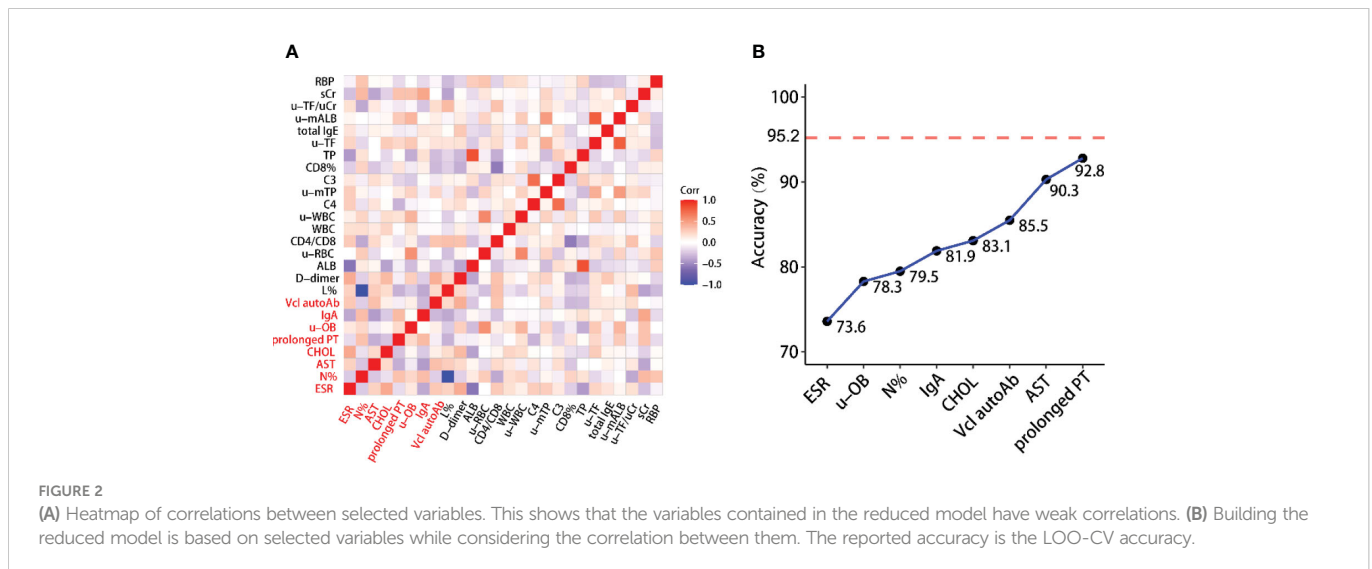 A
RBP
sCr
u-TF/uCr
u-mALB
total IgE
u-TF
TP
CD8%
C3
u-mTP
C4
u-WBC
WBC
CD4/CD8
u-RBC
ALB
D-dimer
L%
Vcl autoAb
IgA
u-OB
prolonged PT
CHOL
AST
N%
ESR
ESR
N%
AST
CHOL
prolonged PT
u-OB
IgA
Vcl autoAb
L%
D-dimer
ALB
u-RBC
CD4/CD8
WBC
u-WBC
C4
u-mTP
C3
CD8%
TP
u-TF
total IgE
u-mALB
u-TF/uCr
sCr
RBP
Corr
1.0
0.5
0.0
-0.5
-1.0
B
Accuracy (%)
100
95.2
90
80
70
73.6
78.3
79.5
81.9
83.1
85.5
90.3
92.8
ESR
u-OB
N%
IgA
CHOL
Vcl autoAb
AST
prolonged PT
FIGURE 2
(A) Heatmap of correlations between selected variables. This shows that the variables contained in the reduced model have weak correlations. (B) Building the
reduced model is based on selected variables while considering the correlation between them. The reported accuracy is the LOO-CV accuracy.